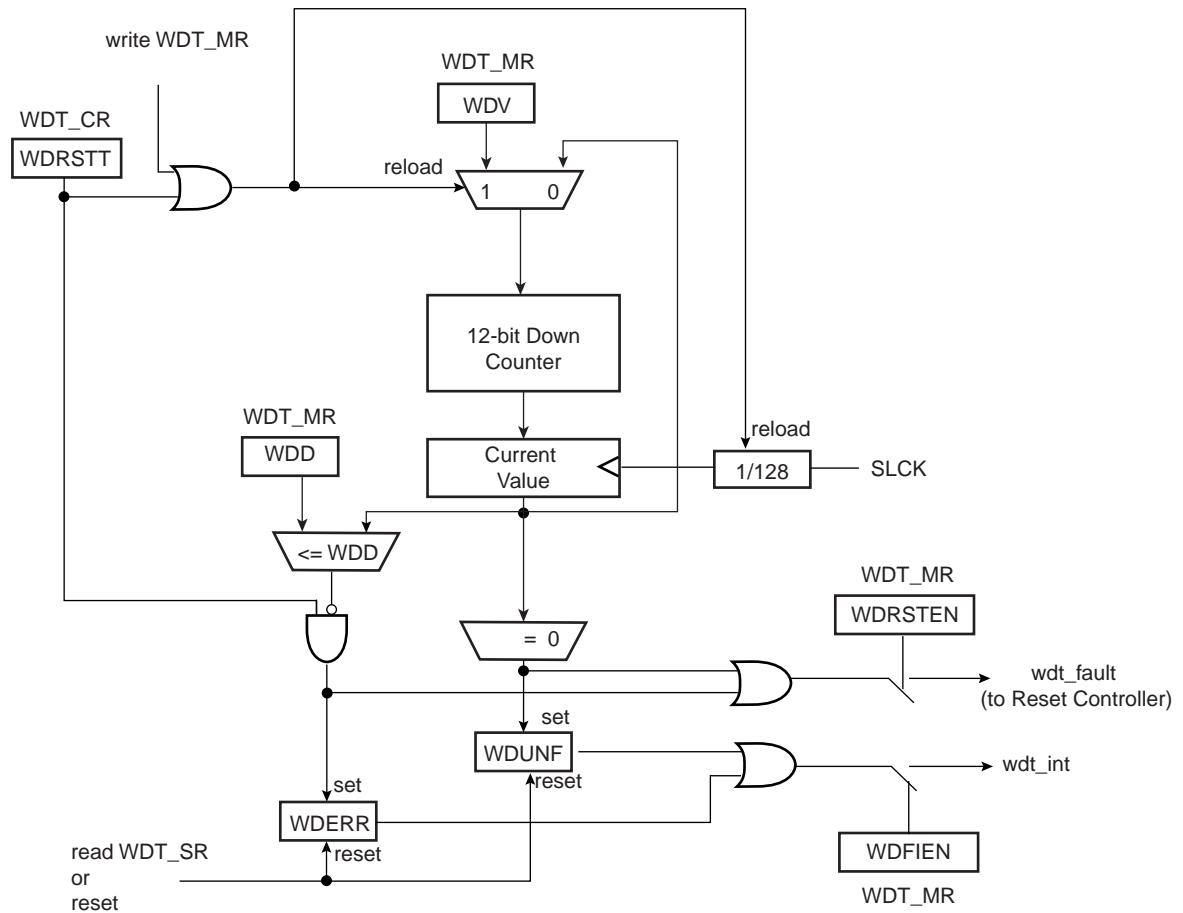 write WDT_MR
WDT_MR
WDV
WDT_CR
WDRSTT
reload
1 0
12-bit Down
Counter
WDT_MR
WDD
Current
Value
reload
1/128
SLCK
<= WDD
WDT_MR
WDRSTEN
= 0
wdt_fault
(to Reset Controller)
set
WDUNF
reset
wdt_int
set
WDERR
reset
WDFIEN
WDT_MR
read WDT_SR
or
reset